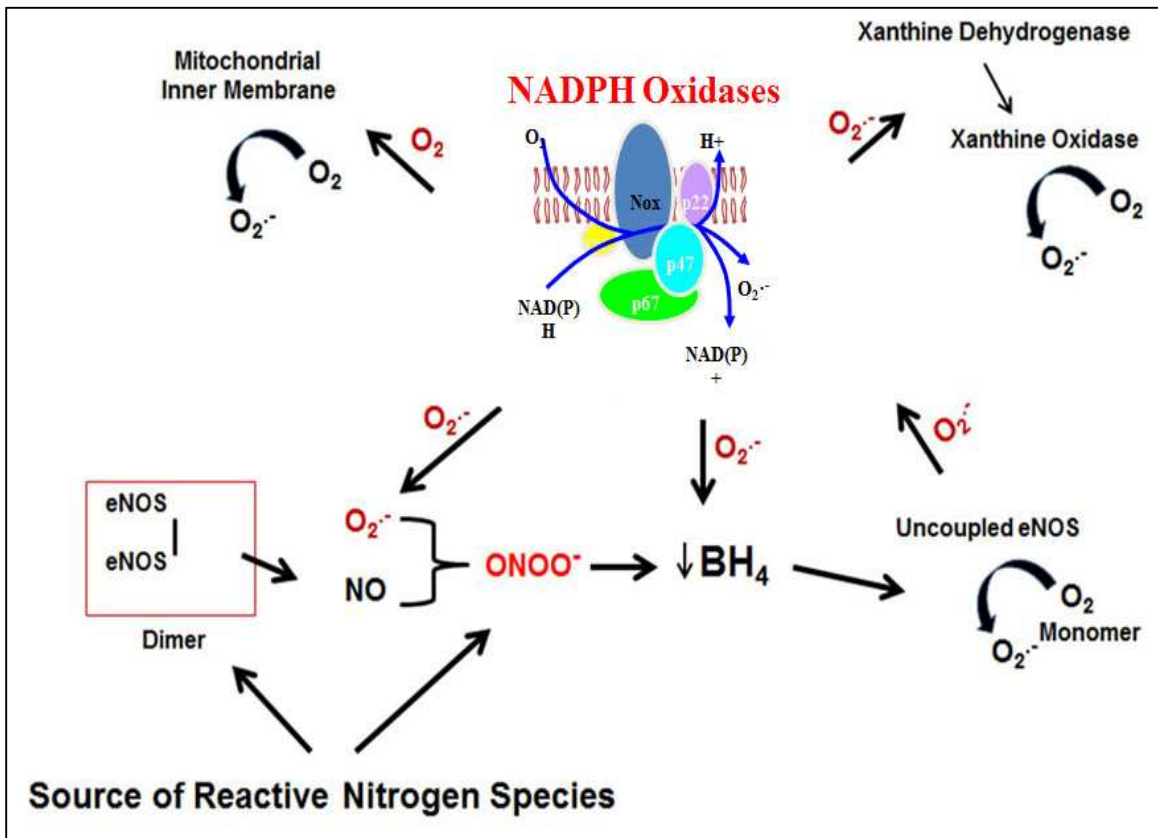 Xanthine Dehydrogenase
Mitochondrial
Inner Membrane
NADPH Oxidases
O₂
O₂·-
Xanthine Oxidase
O₂
O₂·-
O₂
O₂·-
O₂
H+
Nox
p22
p47
p67
O₂·-
NAD(P)
H
NAD(P)
+
O₂·-
O₂·-
O₂·-
eNOS
eNOS
Dimer
O₂·-
NO
ONOO⁻
↓BH₄
Uncoupled eNOS
O₂
O₂·-
Monomer
Source of Reactive Nitrogen Species